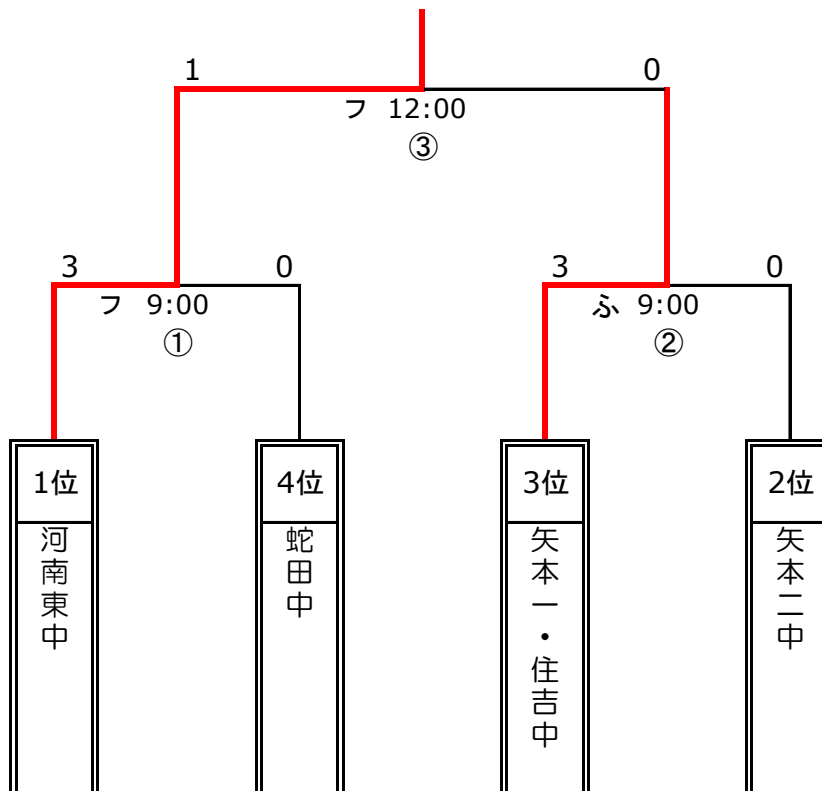 1 0
フ 12:00
③
3 0 3 0
フ 9:00 ふ 9:00
① ②
1位 4位 3位 2位
河南東中
蛇田中
矢本一・住吉中
矢本二中